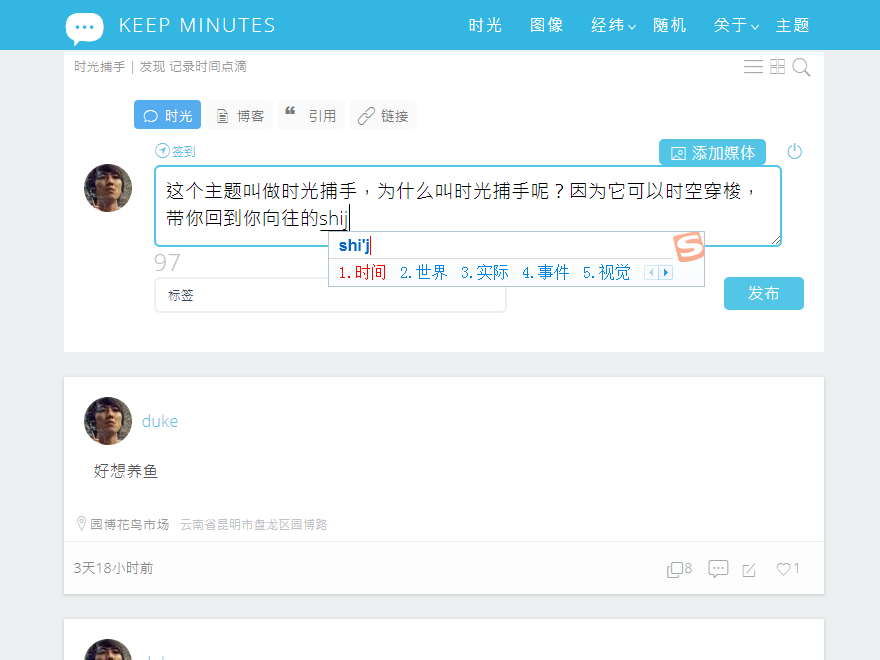 KEEP MINUTES
时光 图像 经纬 随机 关于 主题
时光捕手 | 发现 记录时间点滴
时光 博客 引用 链接
签到 添加媒体
这个主题叫做时光捕手，为什么叫时光捕手呢？因为它可以时空穿梭，
带你回到你向往的shij
shi'j
1.时间 2.世界 3.实际 4.事件 5.视觉
97
标签 发布
duke
好想养鱼
园博花鸟市场 云南省昆明市盘龙区园博路
3天18小时前 8 1